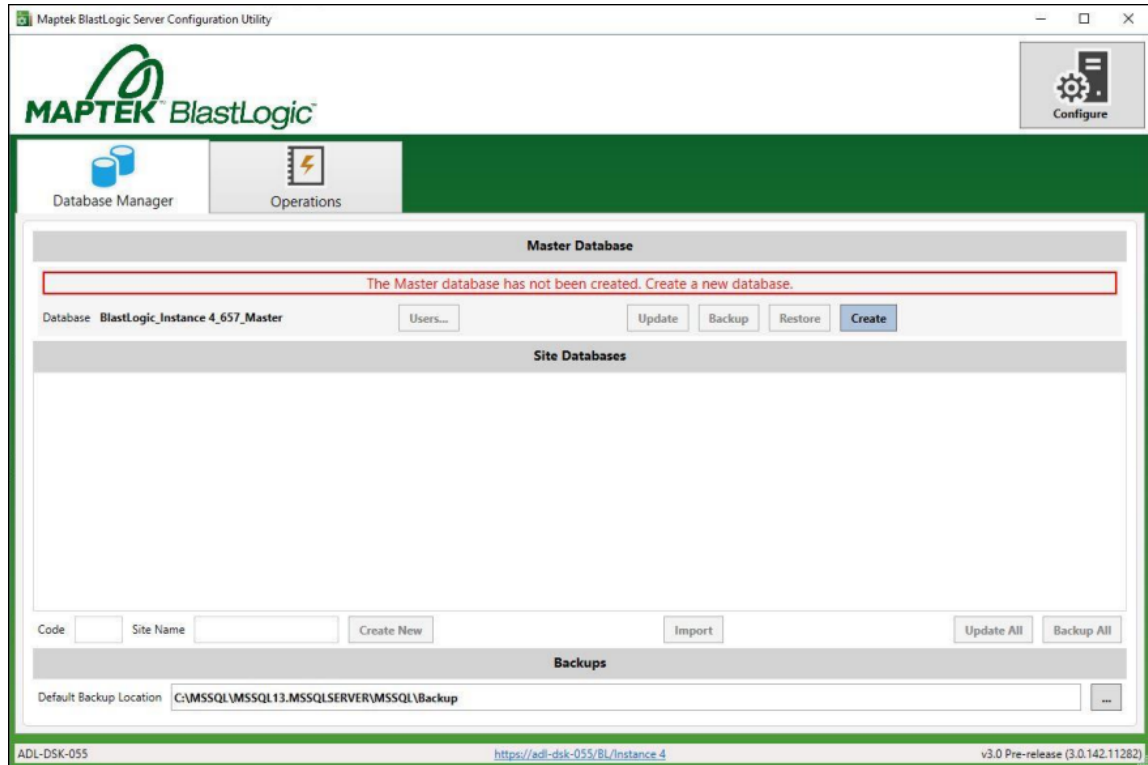 Maptek BlastLogic Server Configuration Utility
MAPTEK™ BlastLogic™
Configure
Database Manager
Operations
Master Database
The Master database has not been created. Create a new database.
Database BlastLogic_Instance 4_657_Master Users... Update Backup Restore Create
Site Databases
Code Site Name Create New Import Update All Backup All
Backups
Default Backup Location C:\MSSQL\MSSQL13.MSSQLSERVER\MSSQL\Backup ...
ADL-DSK-055 https://adl-dsk-055/BL/Instance 4 v3.0 Pre-release (3.0.142.11282)